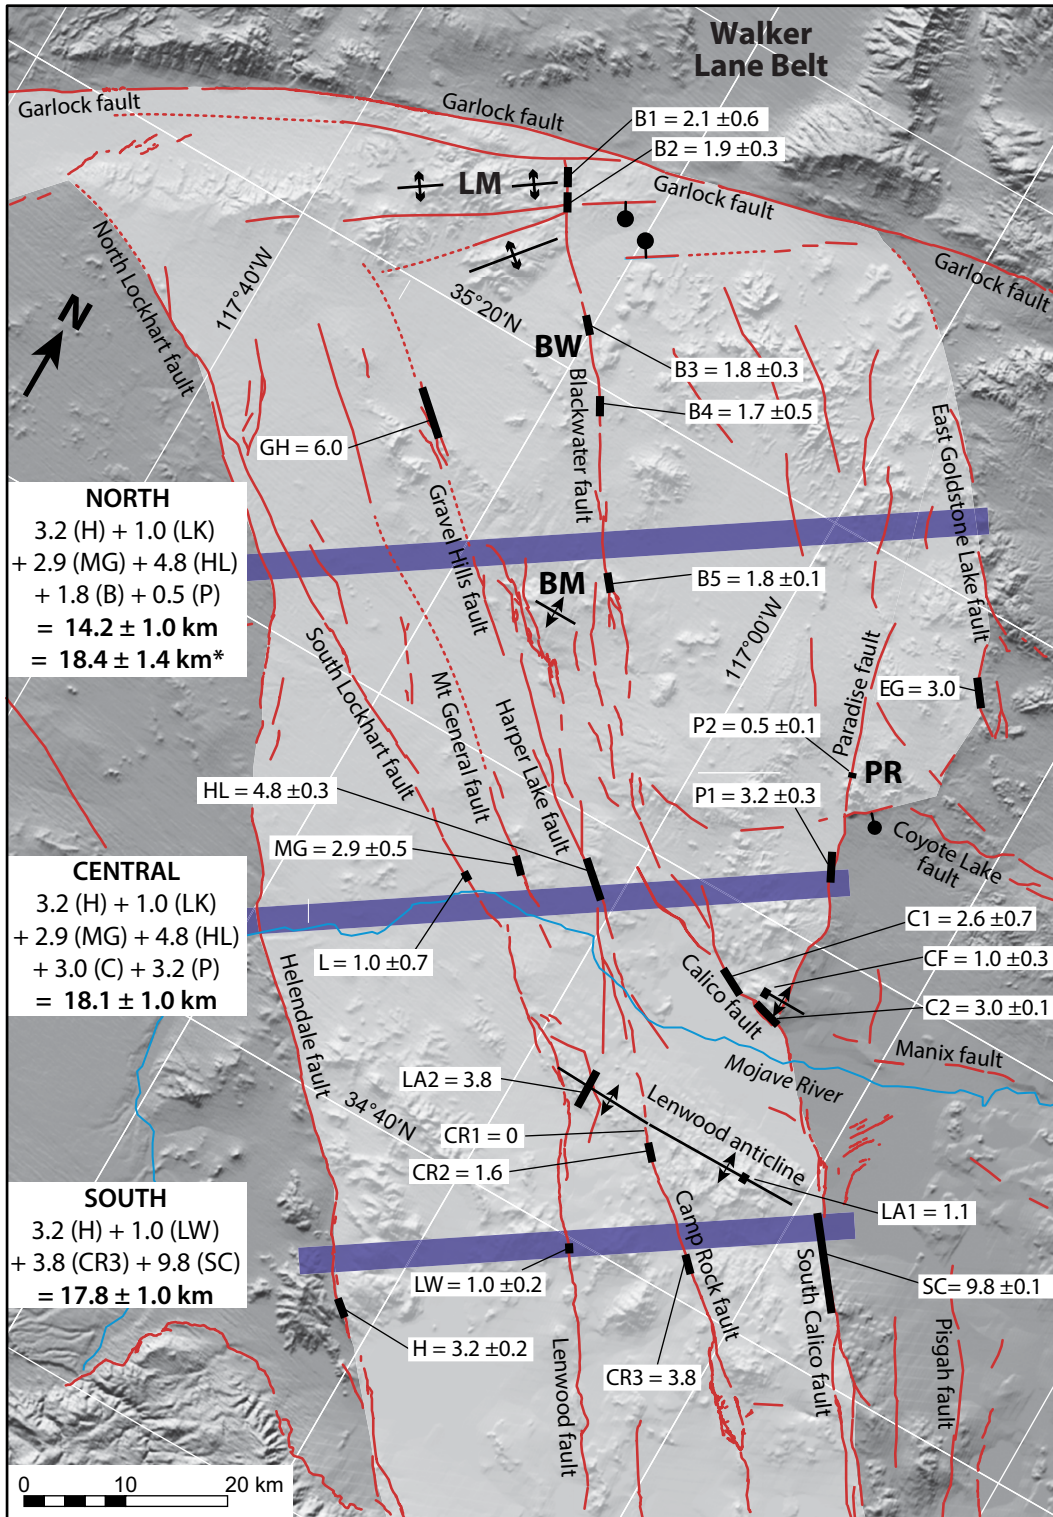 Walker
Lane Belt
Garlock fault
Garlock fault
B1 = 2.1 ±0.6
B2 = 1.9 ±0.3
LM
Garlock fault
North Lockhart fault
117°40'W
35°20'N
Garlock fault
N
BW
B3 = 1.8 ±0.3
Blackwater fault
B4 = 1.7 ±0.5
GH = 6.0
East Goldstone Lake fault
Gravel Hills fault
NORTH
3.2 (H) + 1.0 (LK)
+ 2.9 (MG) + 4.8 (HL)
+ 1.8 (B) + 0.5 (P)
= 14.2 ± 1.0 km
= 18.4 ± 1.4 km*
BM
B5 = 1.8 ±0.1
117°00'W
South Lockhart fault
Mt General fault
Harper Lake fault
Paradise fault
EG = 3.0
P2 = 0.5 ±0.1
PR
P1 = 3.2 ±0.3
HL = 4.8 ±0.3
MG = 2.9 ±0.5
Coyote Lake
fault
CENTRAL
3.2 (H) + 1.0 (LK)
+ 2.9 (MG) + 4.8 (HL)
+ 3.0 (C) + 3.2 (P)
= 18.1 ± 1.0 km
L = 1.0 ±0.7
C1 = 2.6 ±0.7
CF = 1.0 ±0.3
C2 = 3.0 ±0.1
Calico fault
Helendale fault
Manix fault
Mojave River
LA2 = 3.8
34°40'N
Lenwood anticline
CR1 = 0
CR2 = 1.6
LA1 = 1.1
SOUTH
3.2 (H) + 1.0 (LW)
+ 3.8 (CR3) + 9.8 (SC)
= 17.8 ± 1.0 km
Camp Rock fault
LW = 1.0 ±0.2
South Calico fault
SC= 9.8 ±0.1
H = 3.2 ±0.2
CR3 = 3.8
Lenwood fault
Pisgah fault
0 10 20 km